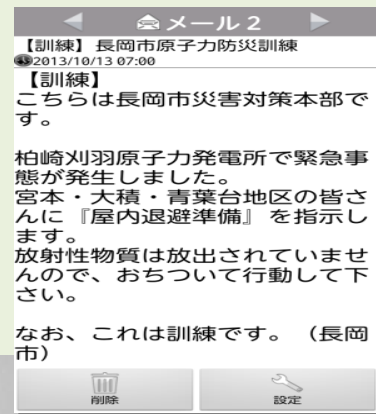 メール2
【訓練】長岡市原子力防災訓練
2013/10/13 07:00
【訓練】
こちらは長岡市災害対策本部で
す。
柏崎刈羽原子力発電所で緊急事
態が発生しました。
宮本・大積・青葉台地区の皆さ
んに『屋内退避準備』を指示し
ます。
放射性物質は放出されていませ
んので、おちついて行動して下
さい。
なお、これは訓練です。（長岡
市）
削除
設定